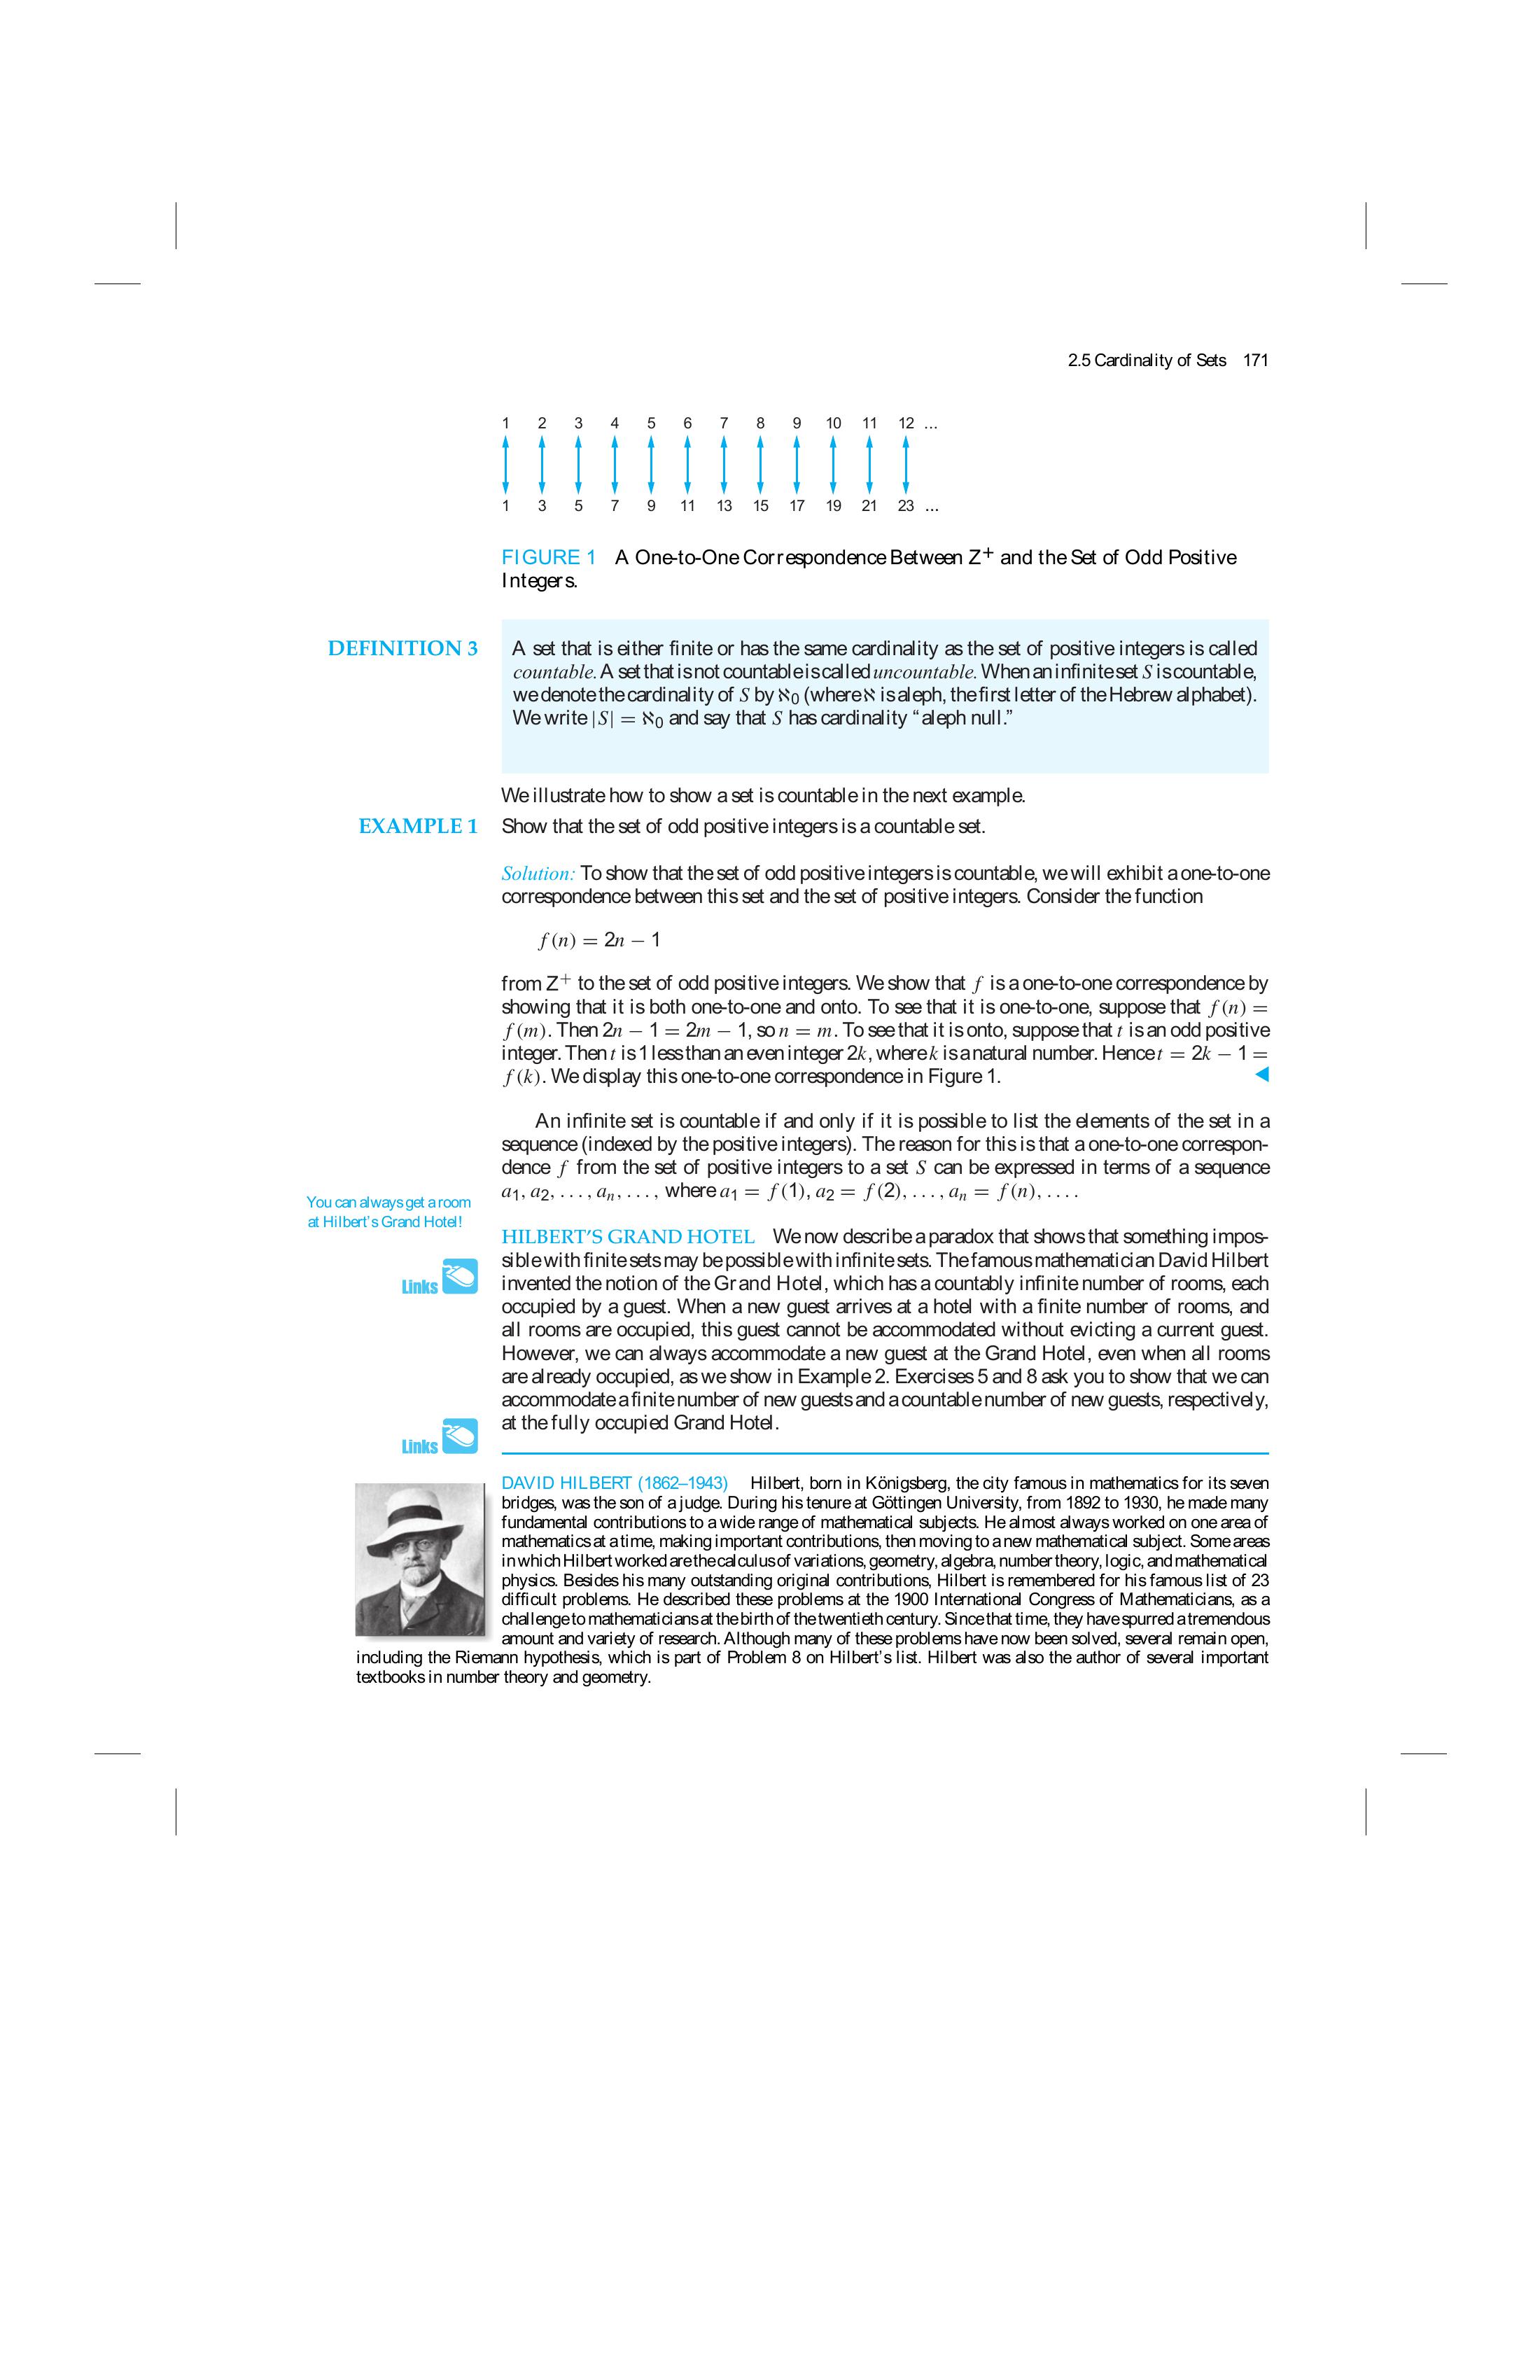 2.5 Cardinality of Sets 171
1 2 3 4 5 6 7 8 9 10 11 12 ...
1 3 5 7 9 11 13 15 17 19 21 23 ...
FIGURE 1 A One-to-One Correspondence Between Z⁺ and the Set of Odd Positive
Integers.
DEFINITION 3
A set that is either finite or has the same cardinality as the set of positive integers is called
countable. A set that is not countable is called uncountable. When an infinite set S is countable,
we denote the cardinality of S by ℵ₀ (where ℵ is aleph, the first letter of the Hebrew alphabet).
We write |S| = ℵ₀ and say that S has cardinality “aleph null.”
We illustrate how to show a set is countable in the next example.
EXAMPLE 1 Show that the set of odd positive integers is a countable set.
Solution: To show that the set of odd positive integers is countable, we will exhibit a one-to-one
correspondence between this set and the set of positive integers. Consider the function
f(n) = 2n − 1
from Z⁺ to the set of odd positive integers. We show that f is a one-to-one correspondence by
showing that it is both one-to-one and onto. To see that it is one-to-one, suppose that f(n) =
f(m). Then 2n − 1 = 2m − 1, so n = m. To see that it is onto, suppose that t is an odd positive
integer. Then t is 1 less than an even integer 2k, where k is a natural number. Hence t = 2k − 1 =
f(k). We display this one-to-one correspondence in Figure 1.
An infinite set is countable if and only if it is possible to list the elements of the set in a
sequence (indexed by the positive integers). The reason for this is that a one-to-one correspon-
dence f from the set of positive integers to a set S can be expressed in terms of a sequence
a₁, a₂, . . . , aₙ, . . . , where a₁ = f(1), a₂ = f(2), . . . , aₙ = f(n), . . . .
You can always get a room
at Hilbert's Grand Hotel!
HILBERT'S GRAND HOTEL We now describe a paradox that shows that something impos-
sible with finite sets may be possible with infinite sets. The famous mathematician David Hilbert
invented the notion of the Grand Hotel, which has a countably infinite number of rooms, each
occupied by a guest. When a new guest arrives at a hotel with a finite number of rooms, and
all rooms are occupied, this guest cannot be accommodated without evicting a current guest.
However, we can always accommodate a new guest at the Grand Hotel, even when all rooms
are already occupied, as we show in Example 2. Exercises 5 and 8 ask you to show that we can
accommodate a finite number of new guests and a countable number of new guests, respectively,
at the fully occupied Grand Hotel.
Links
Links
DAVID HILBERT (1862–1943) Hilbert, born in Königsberg, the city famous in mathematics for its seven
bridges, was the son of a judge. During his tenure at Göttingen University, from 1892 to 1930, he made many
fundamental contributions to a wide range of mathematical subjects. He almost always worked on one area of
mathematics at a time, making important contributions, then moving to a new mathematical subject. Some areas
in which Hilbert worked are the calculus of variations, geometry, algebra, number theory, logic, and mathematical
physics. Besides his many outstanding original contributions, Hilbert is remembered for his famous list of 23
difficult problems. He described these problems at the 1900 International Congress of Mathematicians, as a
challenge to mathematicians at the birth of the twentieth century. Since that time, they have spurred a tremendous
amount and variety of research. Although many of these problems have now been solved, several remain open,
including the Riemann hypothesis, which is part of Problem 8 on Hilbert's list. Hilbert was also the author of several important
textbooks in number theory and geometry.